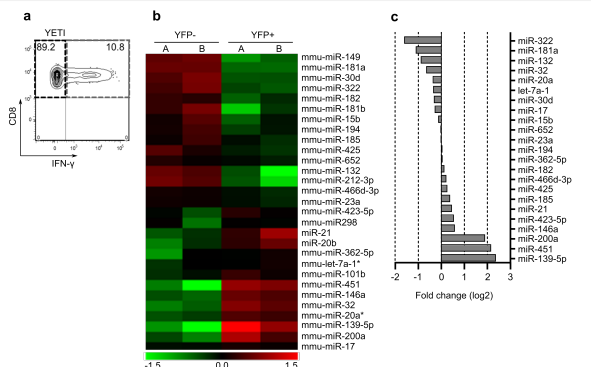 a
YETI
89.2
10.8
CD8
IFN-γ
b
YFP-
YFP+
A
B
A
B
mmu-miR-149
mmu-miR-181a
mmu-miR-30d
mmu-miR-322
mmu-miR-182
mmu-miR-181b
mmu-miR-15b
mmu-miR-194
mmu-miR-185
mmu-miR-425
mmu-miR-652
mmu-miR-132
mmu-miR-212-3p
mmu-miR-466d-3p
mmu-miR-23a
mmu-miR-423-5p
mmu-miR298
miR-21
miR-20b
mmu-miR-362-5p
mmu-let-7a-1*
mmu-miR-101b
mmu-miR-451
mmu-miR-146a
mmu-miR-32
mmu-miR-20a*
mmu-miR-139-5p
mmu-miR-200a
mmu-miR-17
-1.5
0.0
1.5
c
miR-322
miR-181a
miR-132
miR-32
miR-20a
let-7a-1
miR-30d
miR-17
miR-15b
miR-652
miR-23a
miR-194
miR-362-5p
miR-182
miR-466d-3p
miR-425
miR-185
miR-21
miR-423-5p
miR-146a
miR-200a
miR-451
miR-139-5p
-2
-1
0
1
2
3
Fold change (log2)